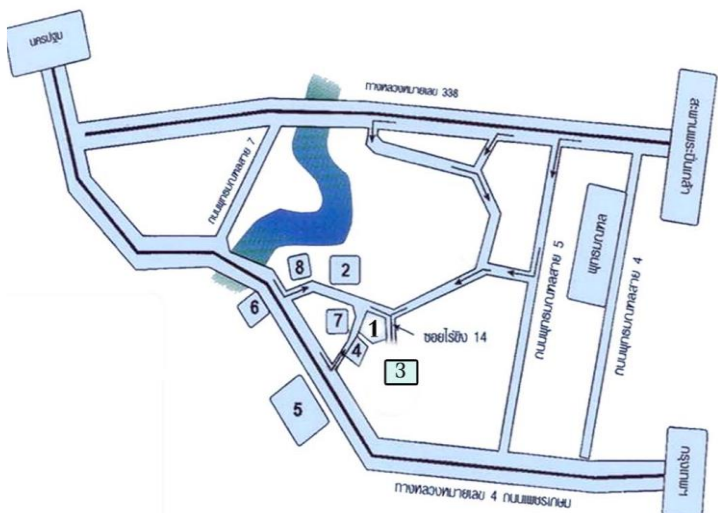 นครปฐม
ทางหลวงหมายเลข 338
สะพานพระปิ่นเกล้า
ถนนพุทธมณฑลสาย 7
พุทธมณฑล
ถนนพุทธมณฑลสาย 5
ถนนพุทธมณฑลสาย 4
8
2
6
7
1
ซอยไร่ขิง 14
4
3
5
กรุงเทพฯ
ทางหลวงหมายเลข 4 ถนนเพชรเกษม